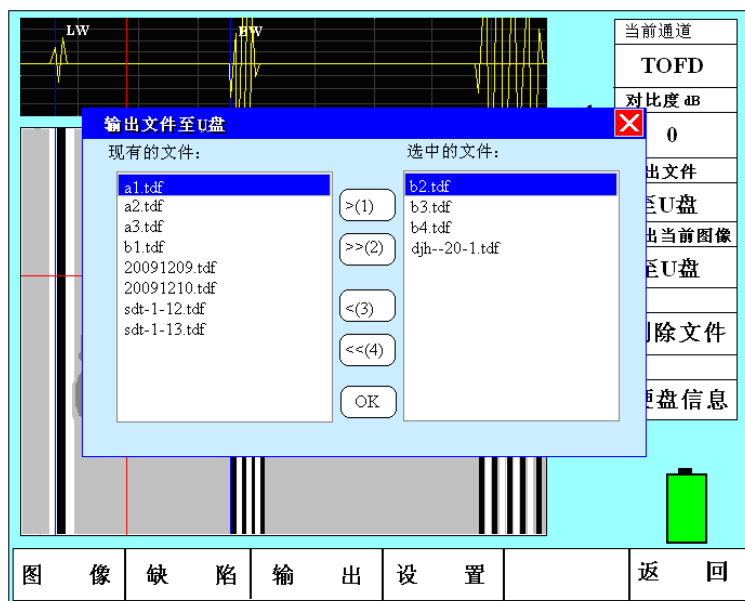 LW
BW
当前通道
TOFD
对比度 dB
0
出文件
至U盘
出当前图像
至U盘
除文件
硬盘信息
输出文件至U盘
现有的文件:
选中的文件:
a1.tdf
a2.tdf
a3.tdf
b1.tdf
20091209.tdf
20091210.tdf
sdt-1-12.tdf
sdt-1-13.tdf
>(1)
>>(2)
<(3)
<<(4)
OK
b2.tdf
b3.tdf
b4.tdf
djh--20-1.tdf
图 像
缺 陷
输 出
设 置
返 回